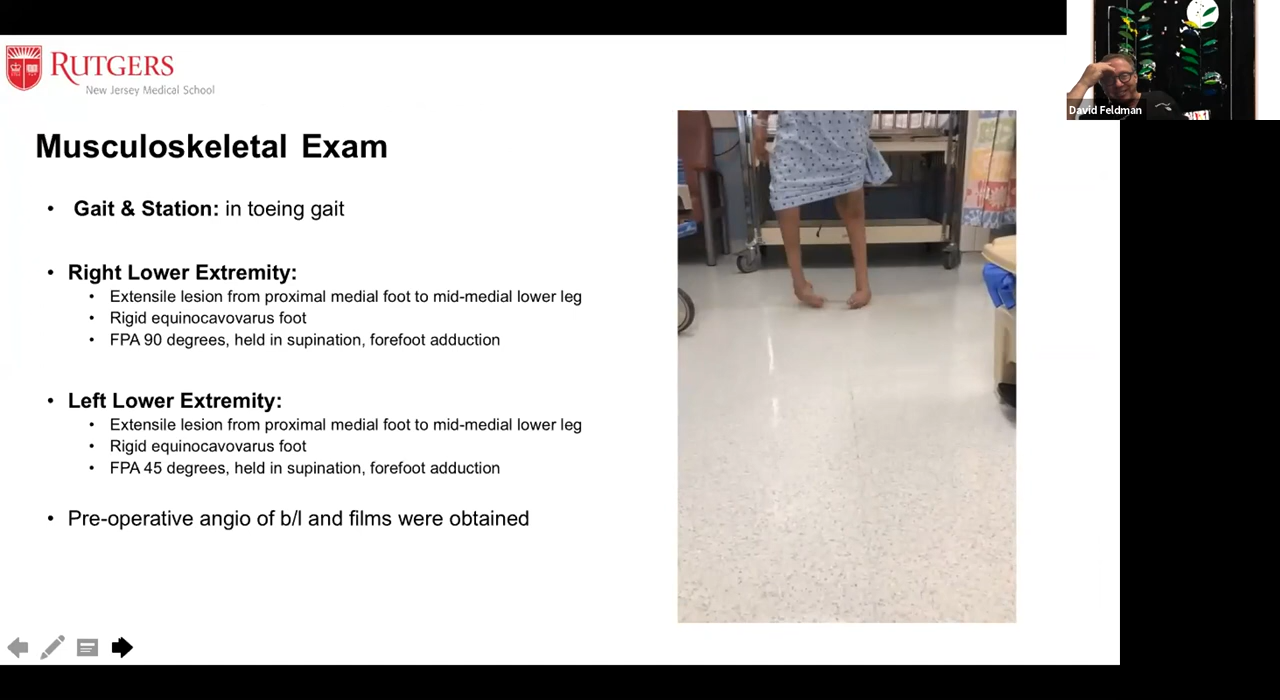 RUTGERS
New Jersey Medical School
Musculoskeletal Exam
• Gait & Station: in toeing gait
• Right Lower Extremity:
• Extensile lesion from proximal medial foot to mid-medial lower leg
• Rigid equinocavovarus foot
• FPA 90 degrees, held in supination, forefoot adduction
• Left Lower Extremity:
• Extensile lesion from proximal medial foot to mid-medial lower leg
• Rigid equinocavovarus foot
• FPA 45 degrees, held in supination, forefoot adduction
• Pre-operative angio of b/l and films were obtained
David Feldman